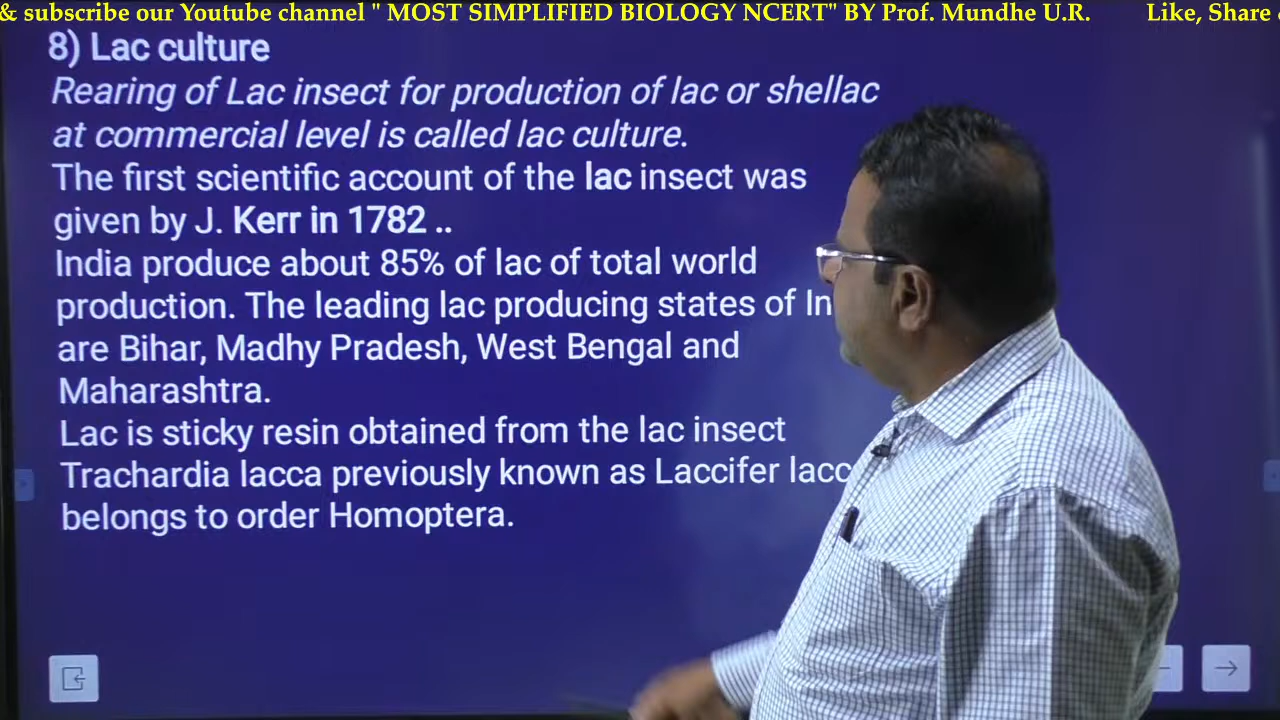 & subscribe our Youtube channel " MOST SIMPLIFIED BIOLOGY NCERT" BY Prof. Mundhe U.R. Like, Share
8) Lac culture
Rearing of Lac insect for production of lac or shellac
at commercial level is called lac culture.
The first scientific account of the lac insect was
given by J. Kerr in 1782 ..
India produce about 85% of lac of total world
production. The leading lac producing states of In
are Bihar, Madhy Pradesh, West Bengal and
Maharashtra.
Lac is sticky resin obtained from the lac insect
Trachardia lacca previously known as Laccifer lacc
belongs to order Homoptera.